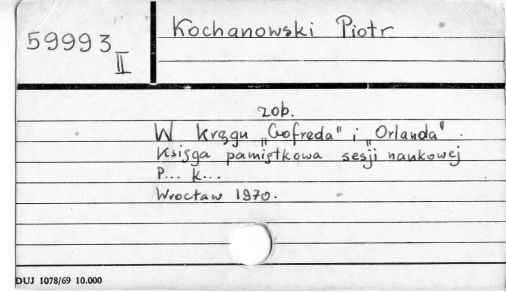 59993
II
Kochanowski Piotr
zob.
W kręgu „Gofreda" i „Orlanda".
Księga pamiątkowa sesji naukowej
P... K...
Wrocław 1970.
DUJ 1078/69 10.000